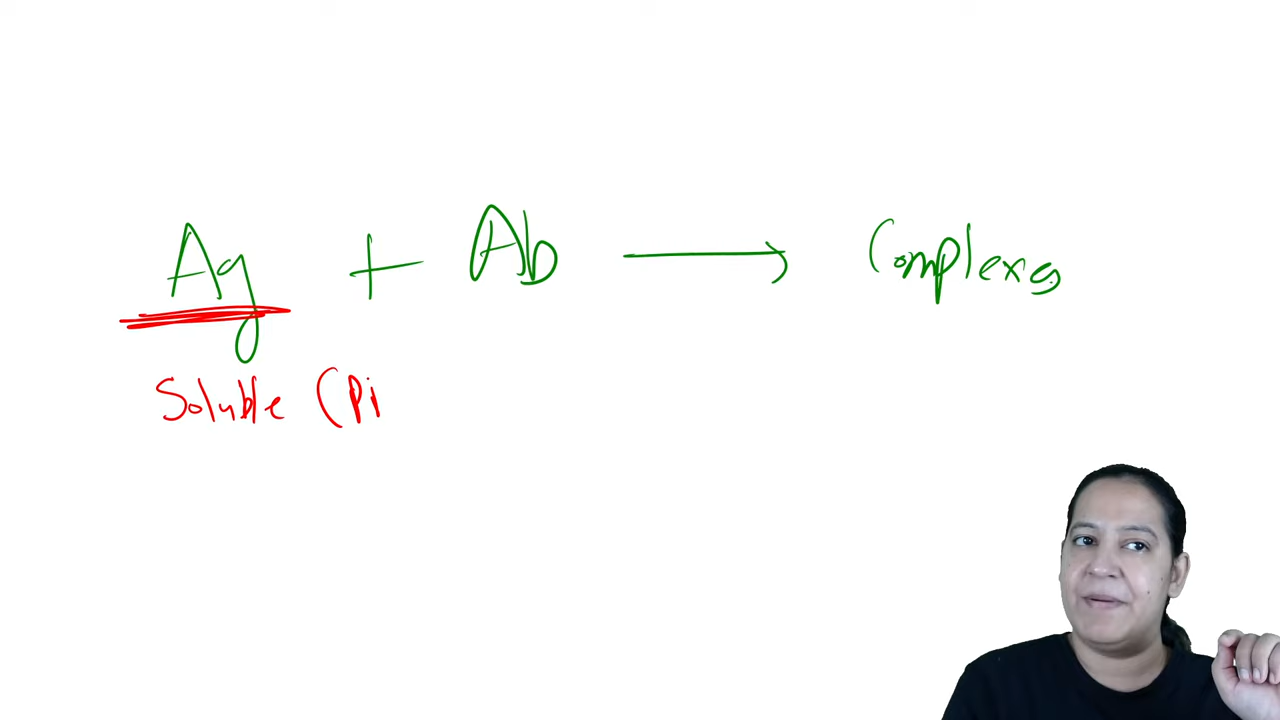 Ag + Ab → Complexes
Soluble (Pi